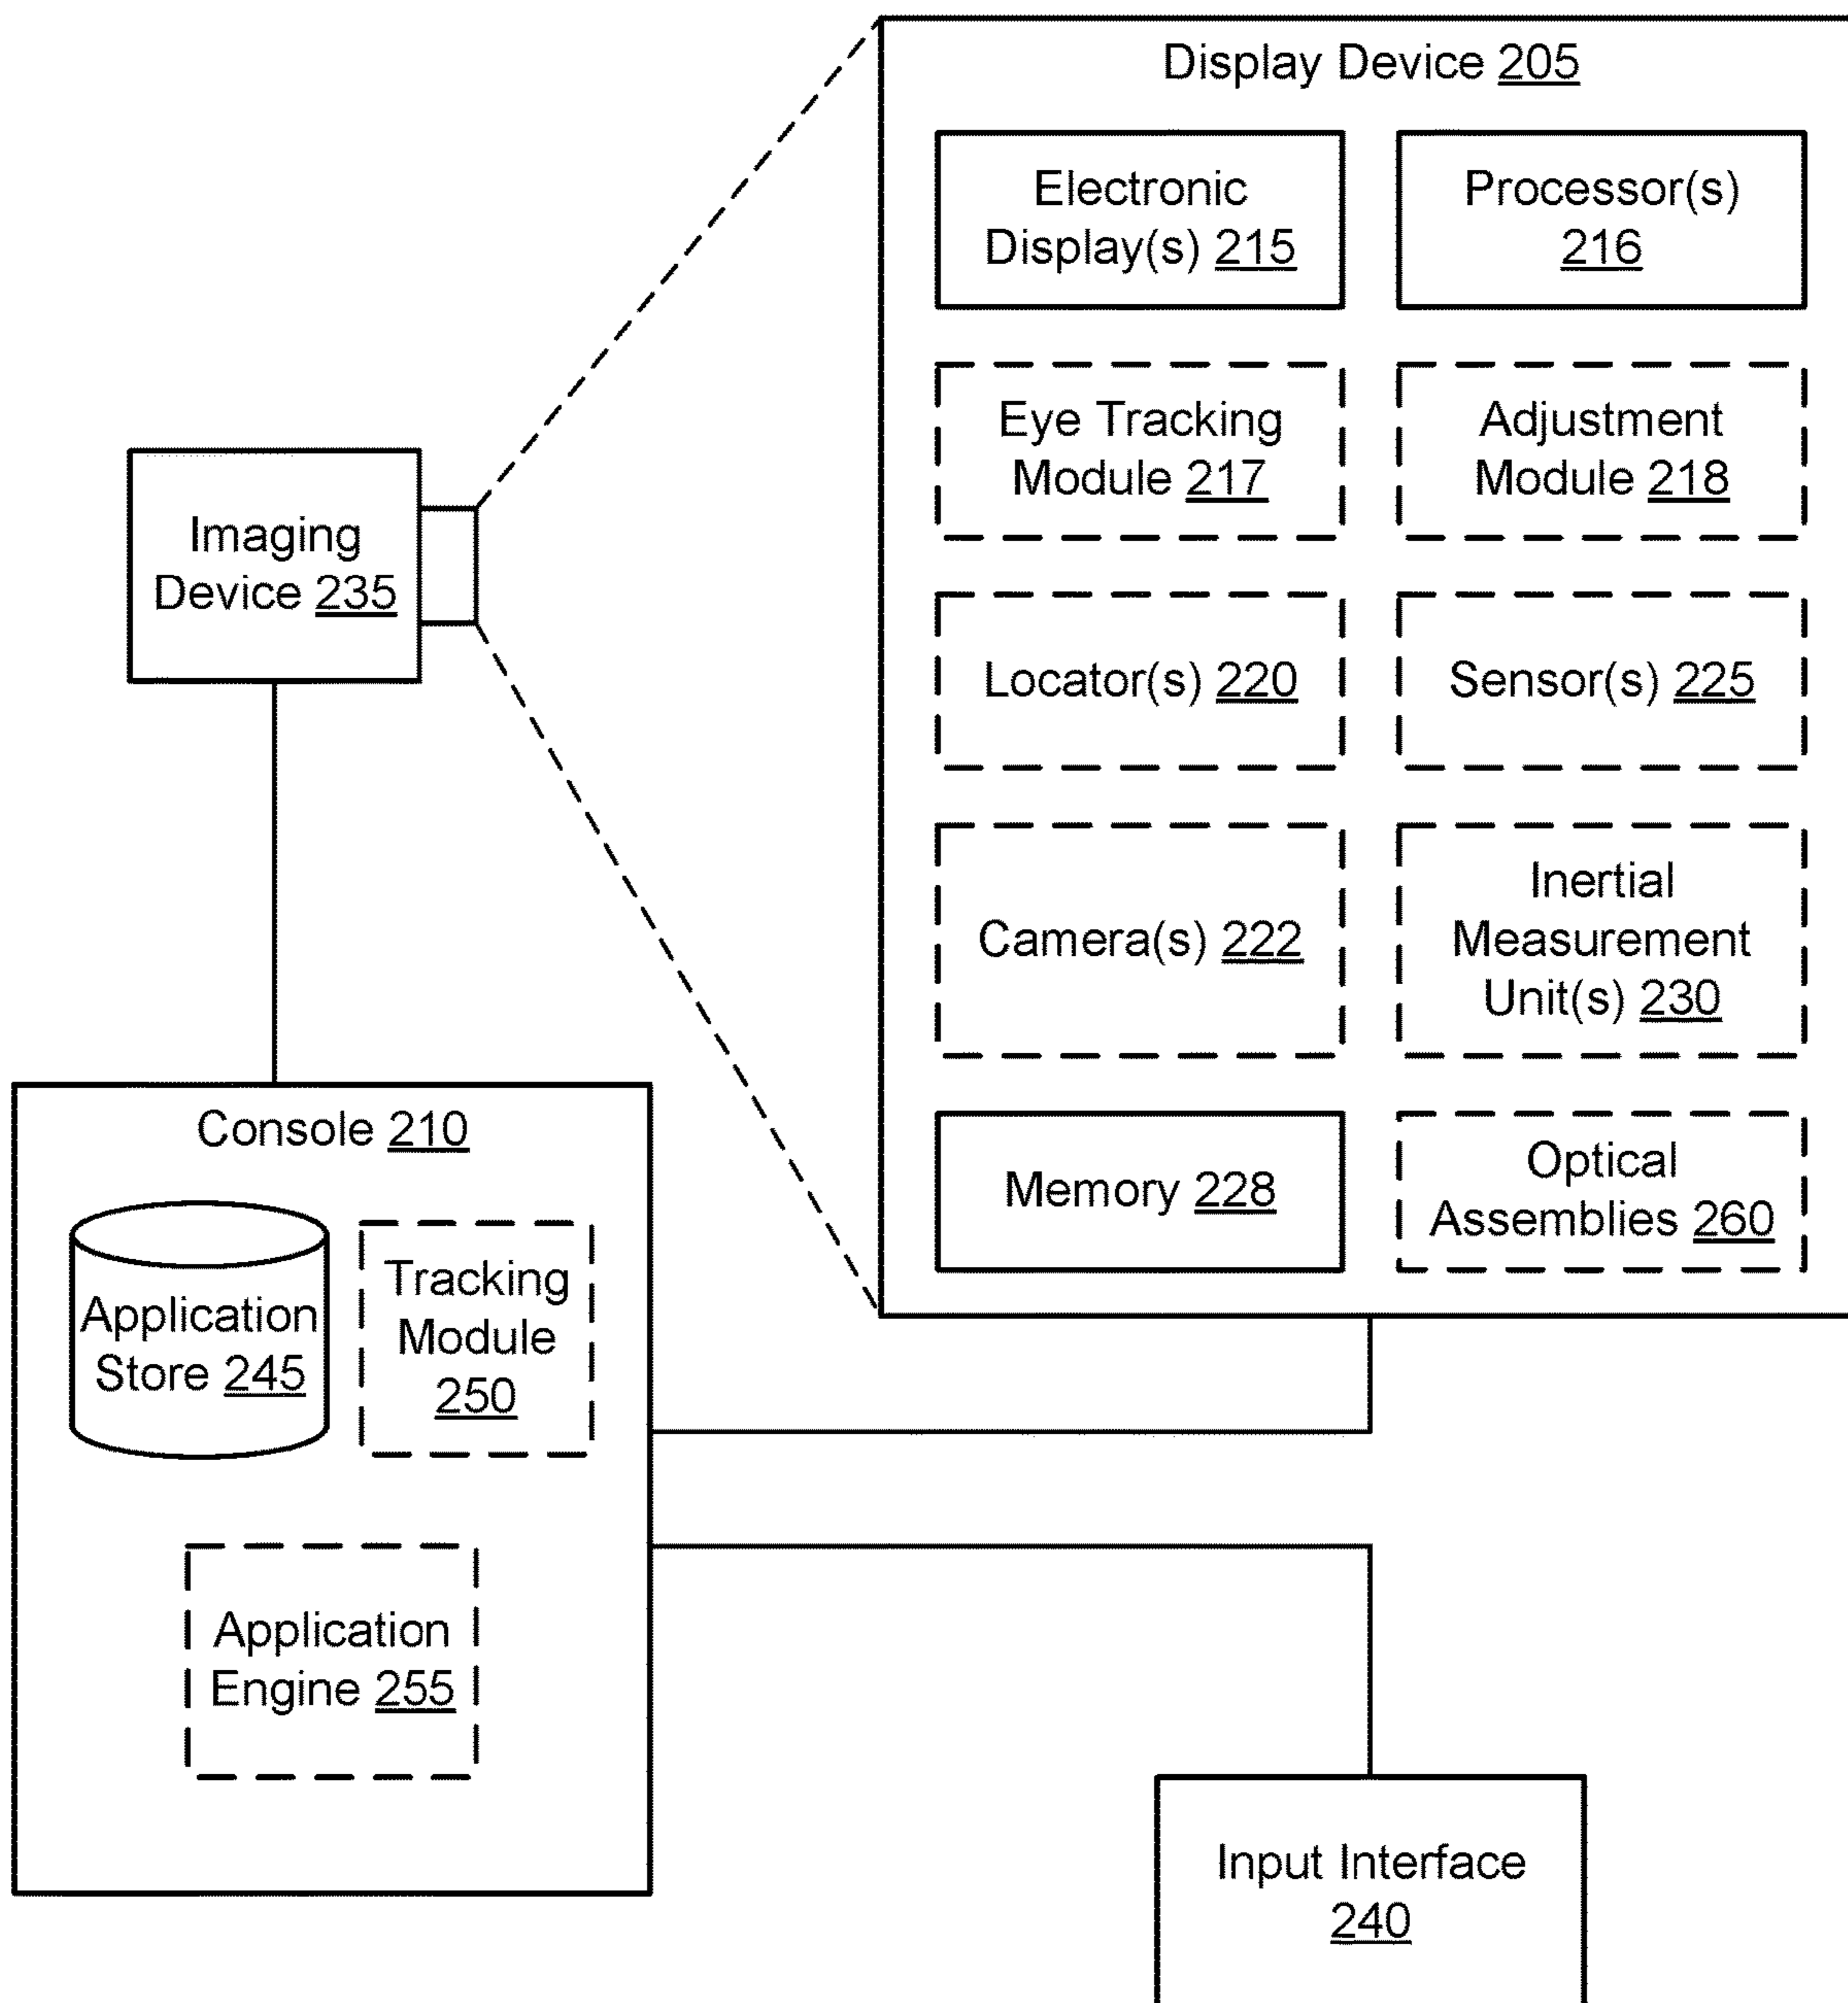 Display Device 205
Electronic
Display(s) 215
Processor(s)
216
Eye Tracking
Module 217
Adjustment
Module 218
Imaging
Device 235
Locator(s) 220
Sensor(s) 225
Camera(s) 222
Inertial
Measurement
Unit(s) 230
Console 210
Memory 228
Optical
Assemblies 260
Application
Store 245
Tracking
Module
250
Application
Engine 255
Input Interface
240